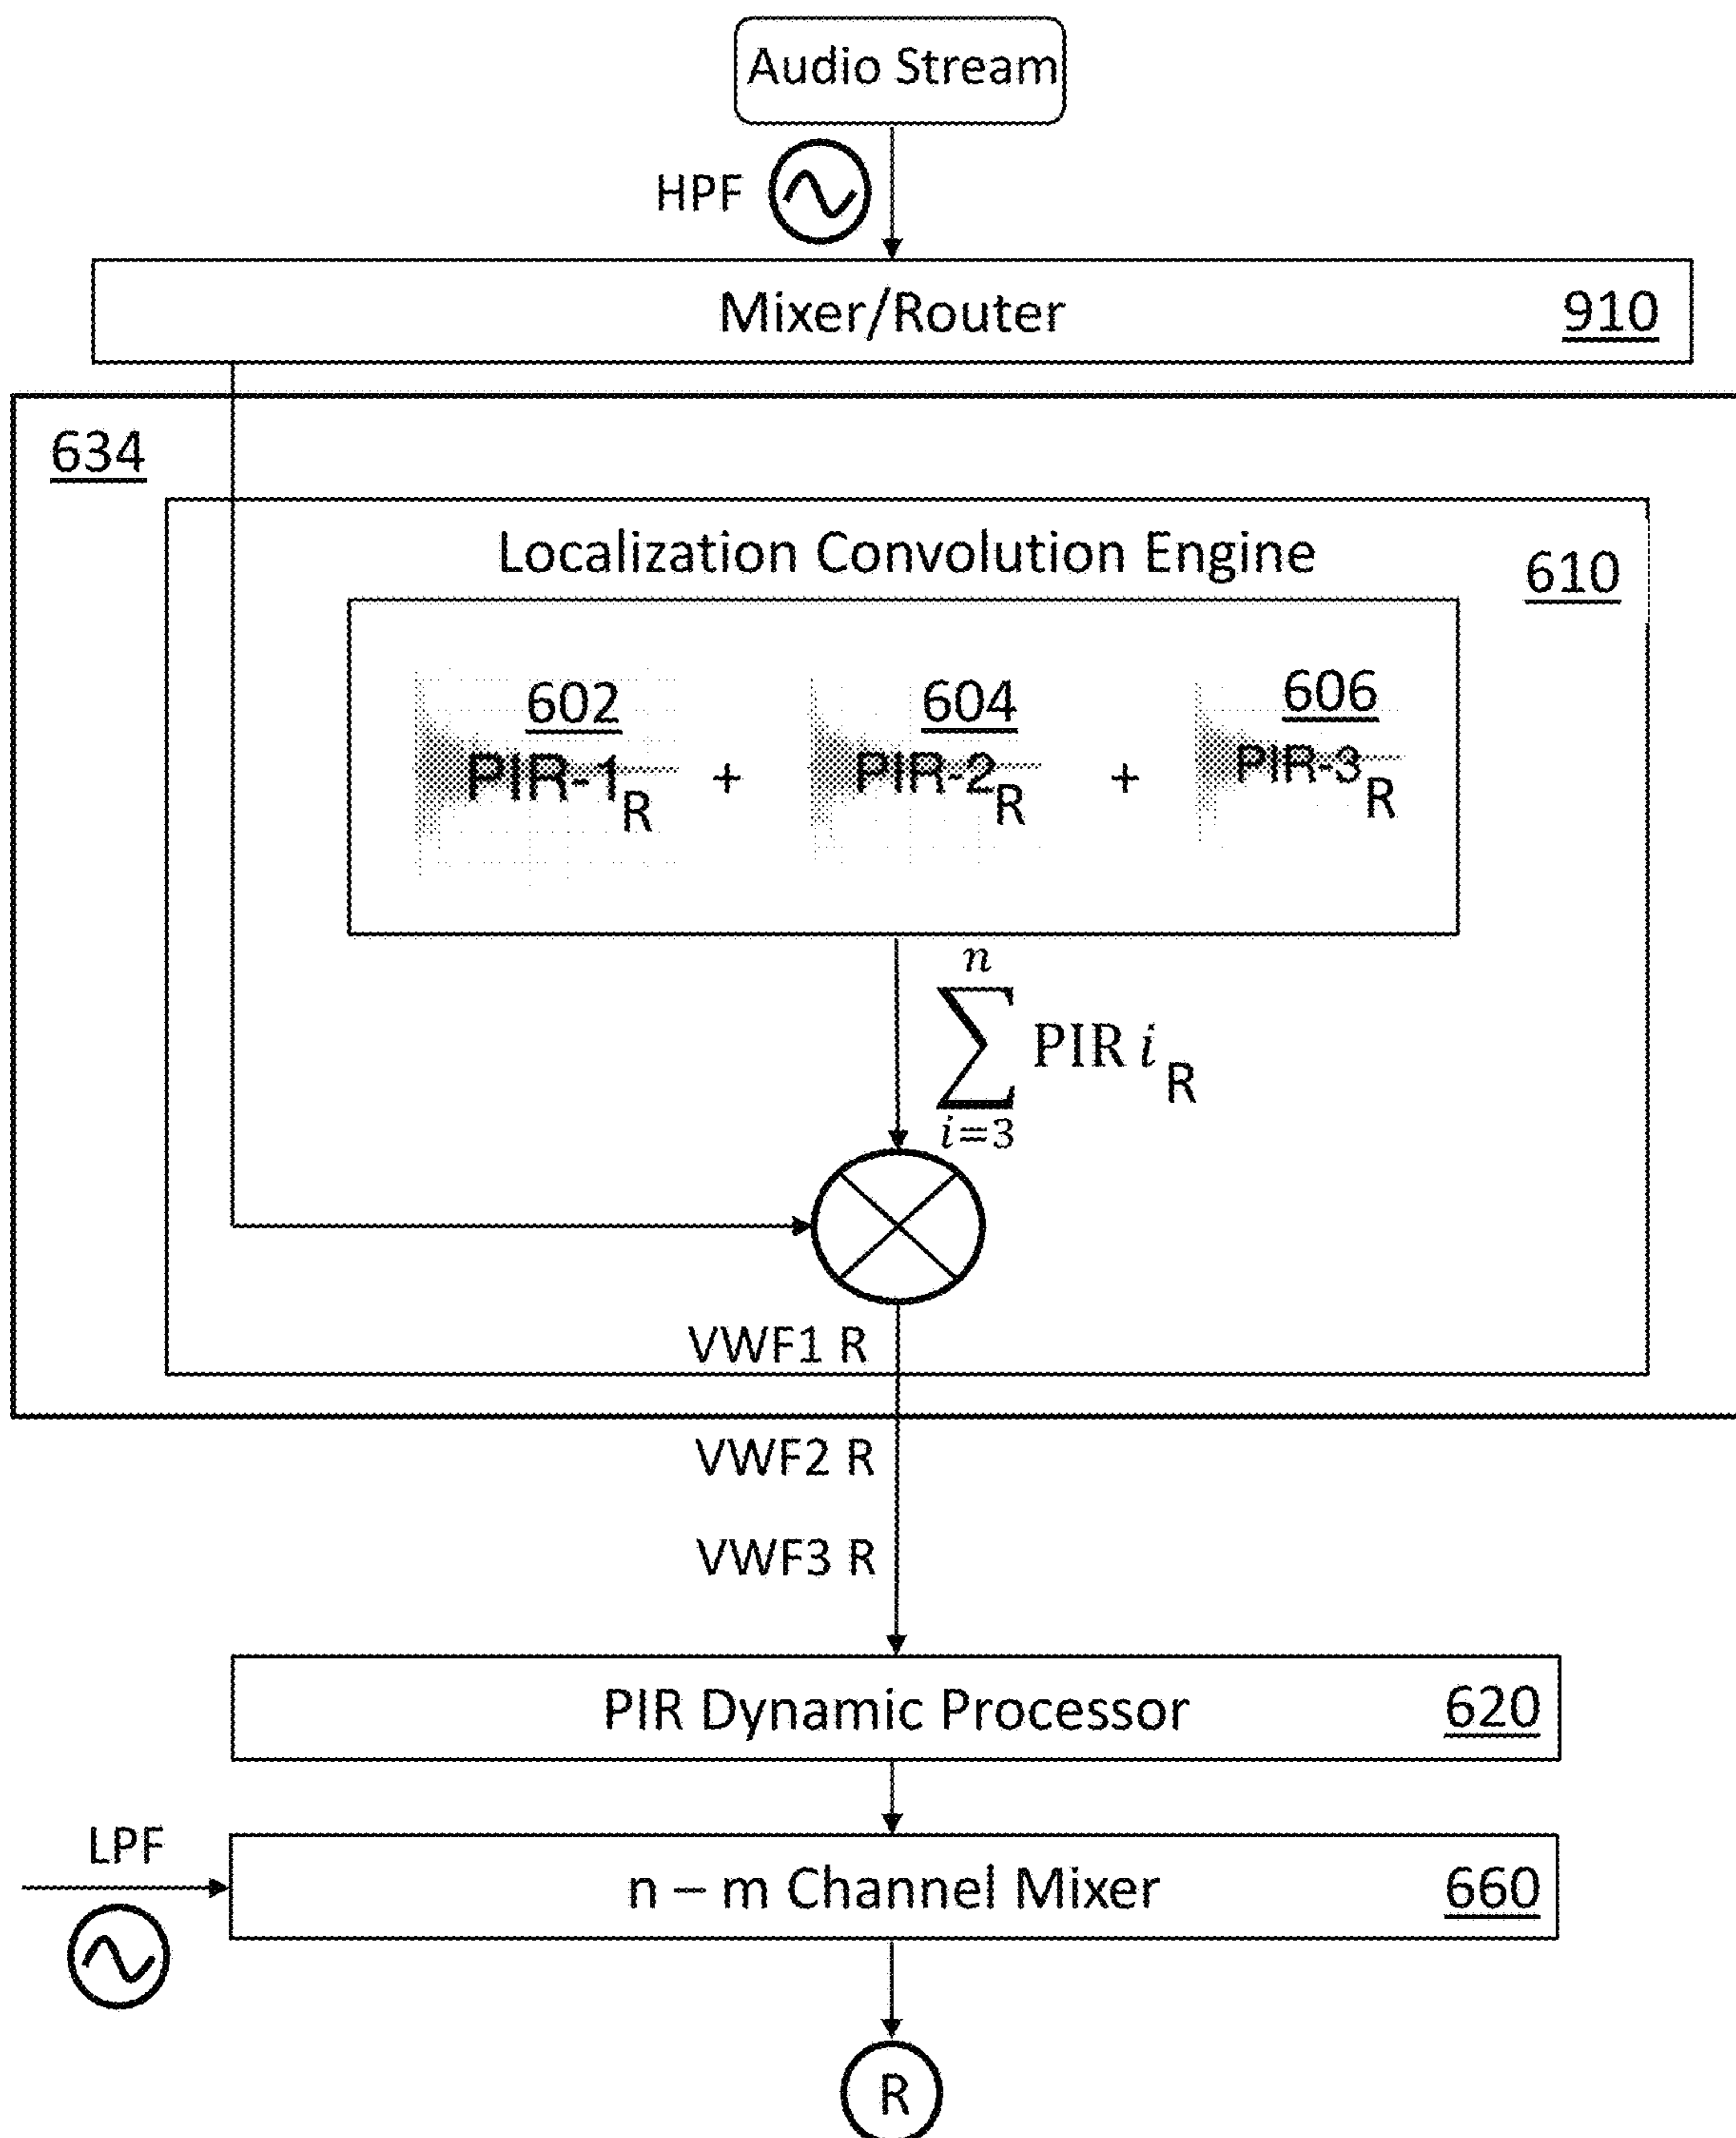 Audio Stream
HPF
Mixer/Router 910
634
Localization Convolution Engine 610
602 604 606
PIR-1R + PIR-2R + PIR-3R
n
∑ PIR iR
i=3
VWF1 R
VWF2 R
VWF3 R
PIR Dynamic Processor 620
LPF
n – m Channel Mixer 660
R